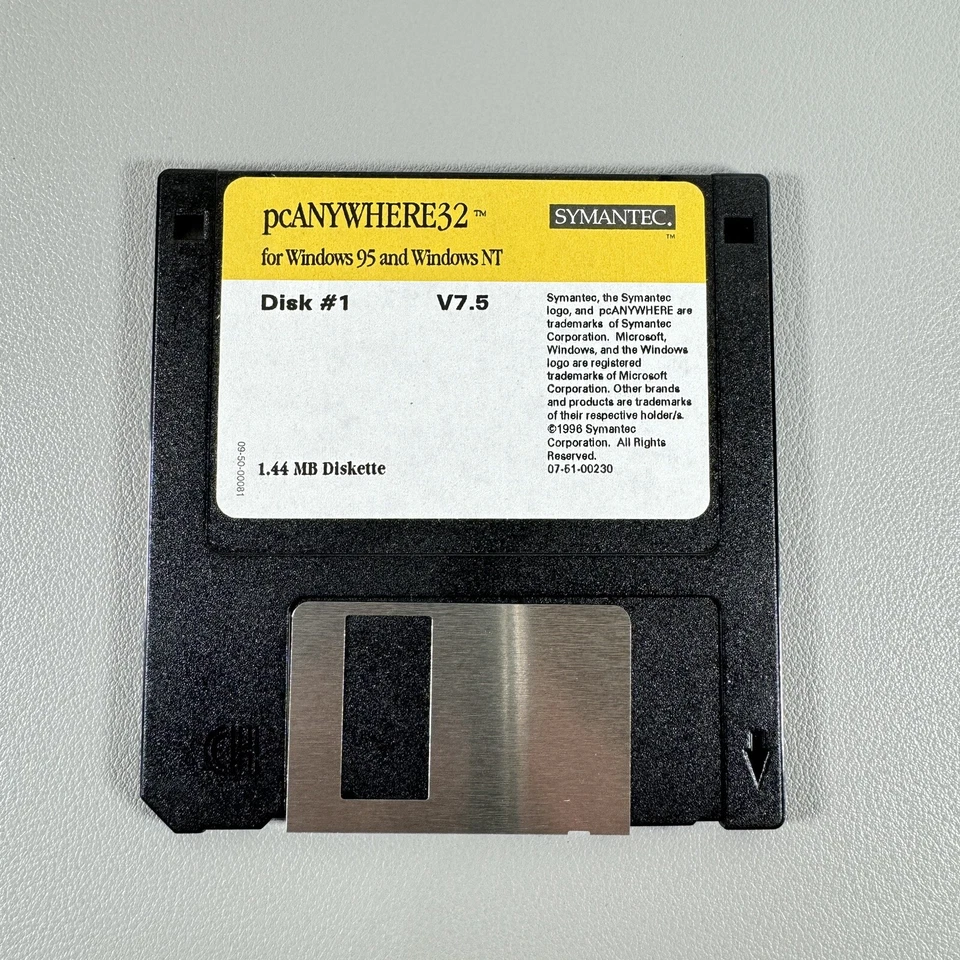 pcANYWHERE32™
SYMANTEC.
™
for Windows 95 and Windows NT
Disk #1
V7.5
Symantec, the Symantec
logo, and pcANYWHERE are
trademarks of Symantec
Corporation. Microsoft,
Windows, and the Windows
logo are registered
trademarks of Microsoft
Corporation. Other brands
and products are trademarks
of their respective holder/s.
©1996 Symantec
Corporation. All Rights
Reserved.
07-51-00230
1.44 MB Diskette
09-50-00081
HD